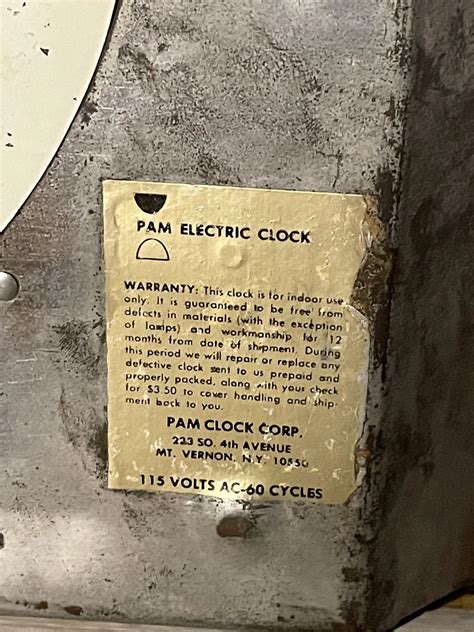 PAM ELECTRIC CLOCK
WARRANTY: This clock is for indoor use
only. It is guaranteed to be free from
defects in materials (with the exception
of lamps) and workmanship for 12
months from date of shipment. During
this period we will repair or replace any
defective clock sent to us prepaid and
properly packed, along with your check
for $3.50 to cover handling and ship-
ment back to you.
PAM CLOCK CORP.
223 SO. 4th AVENUE
MT. VERNON, N.Y. 10550
115 VOLTS AC-60 CYCLES